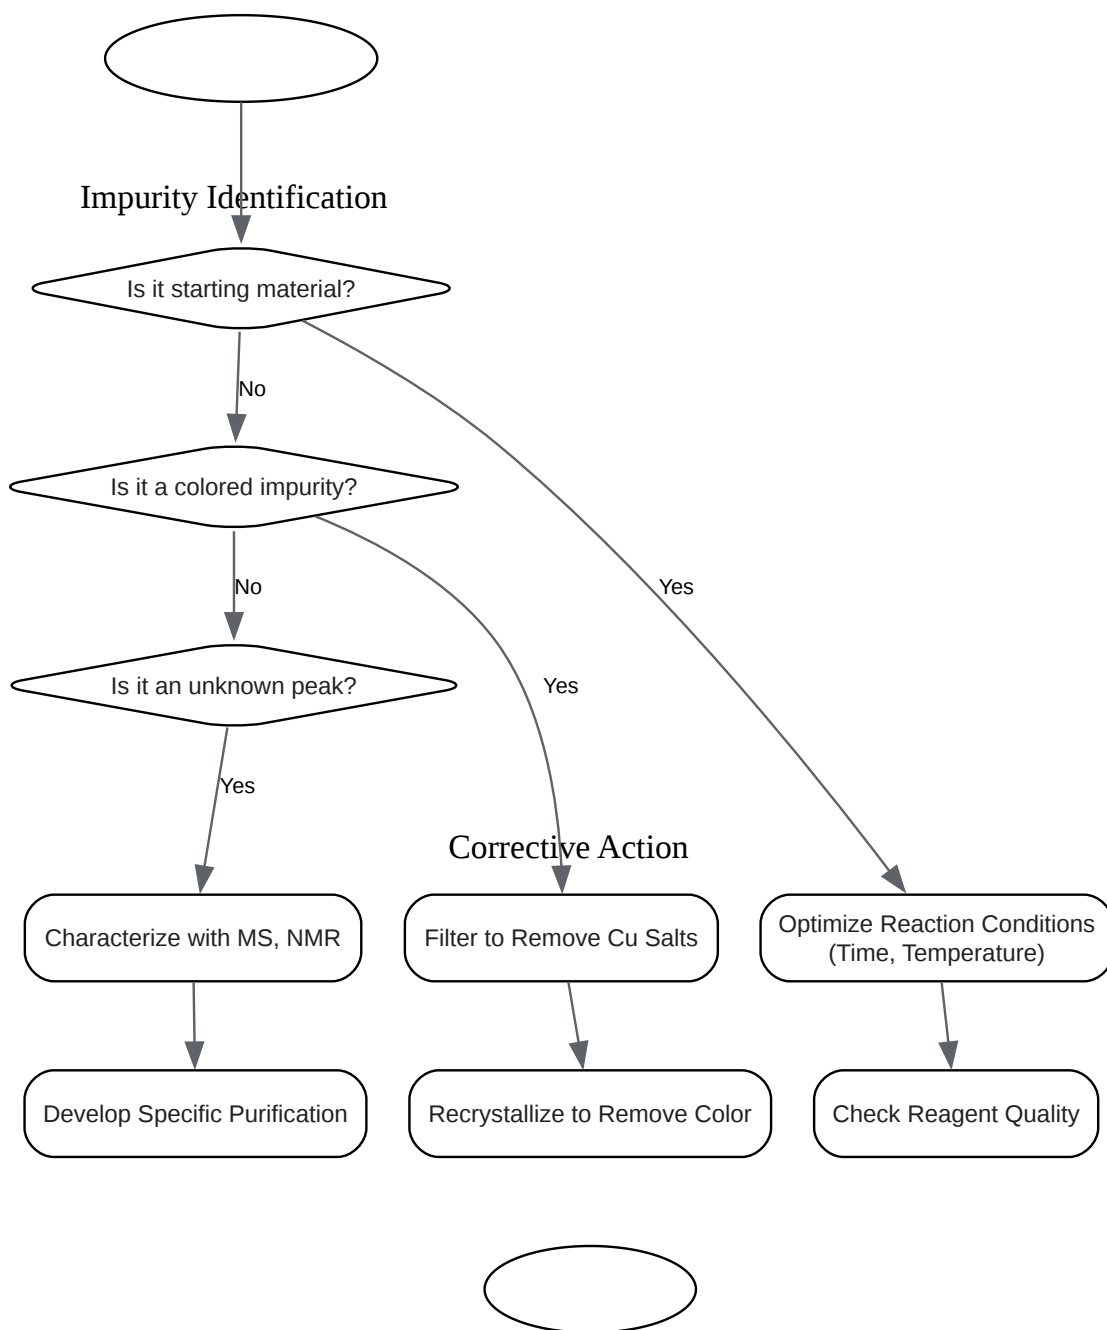 Impurity Identification
Is it starting material?
No
Is it a colored impurity?
No
Yes
Is it an unknown peak?
Yes
Yes
Corrective Action
Characterize with MS, NMR
Filter to Remove Cu Salts
Optimize Reaction Conditions
(Time, Temperature)
Develop Specific Purification
Recrystallize to Remove Color
Check Reagent Quality